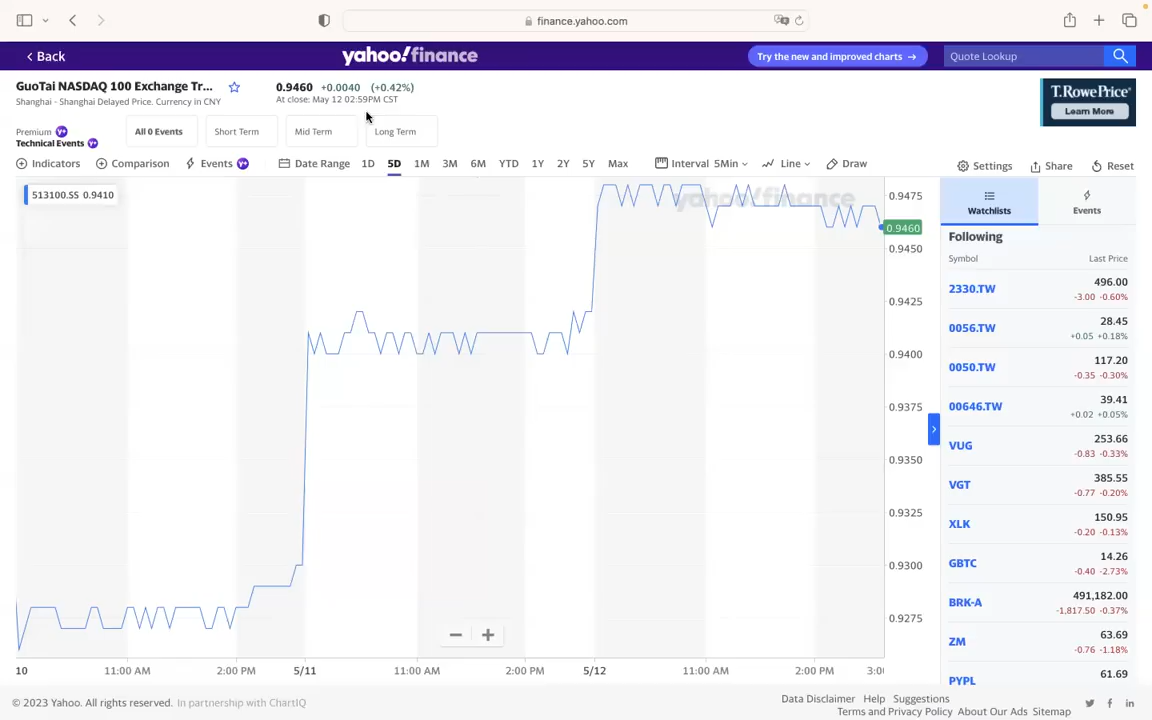 finance.yahoo.com
Back
yahoo!finance
Try the new and improved charts →
Quote Lookup
GuoTai NASDAQ 100 Exchange Tr...
Shanghai - Shanghai Delayed Price. Currency in CNY
0.9460 +0.0040 (+0.42%)
At close: May 12 02:59PM CST
T.RowePrice
Learn More
Premium Y+
Technical Events Y+
All 0 Events
Short Term
Mid Term
Long Term
Indicators
Comparison
Events Y+
Date Range
1D
5D
1M
3M
6M
YTD
1Y
2Y
5Y
Max
Interval 5Min
Line
Draw
Settings
Share
Reset
513100.SS 0.9410
yahoo!finance
0.9475
0.9460
0.9450
0.9425
0.9400
0.9375
0.9350
0.9325
0.9300
0.9275
10
11:00 AM
2:00 PM
5/11
11:00 AM
2:00 PM
5/12
11:00 AM
2:00 PM
3:0
Watchlists
Events
Following
Symbol Last Price
2330.TW 496.00
-3.00 -0.60%
0056.TW 28.45
+0.05 +0.18%
0050.TW 117.20
-0.35 -0.30%
00646.TW 39.41
+0.02 +0.05%
VUG 253.66
-0.83 -0.33%
VGT 385.55
-0.77 -0.20%
XLK 150.95
-0.20 -0.13%
GBTC 14.26
-0.40 -2.73%
BRK-A 491,182.00
-1,817.50 -0.37%
ZM 63.69
-0.76 -1.18%
PYPL 61.69
© 2023 Yahoo. All rights reserved. In partnership with ChartIQ
Data Disclaimer Help Suggestions
Terms and Privacy Policy About Our Ads Sitemap